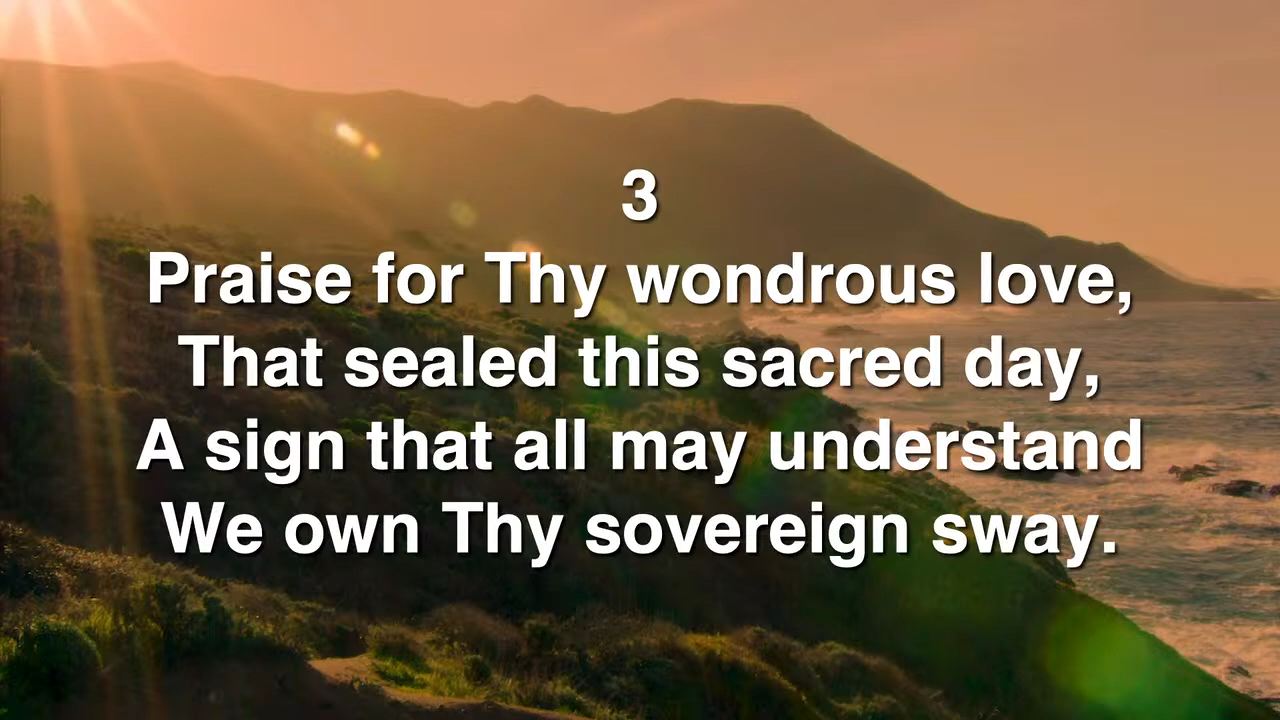 3
Praise for Thy wondrous love,
That sealed this sacred day,
A sign that all may understand
We own Thy sovereign sway.